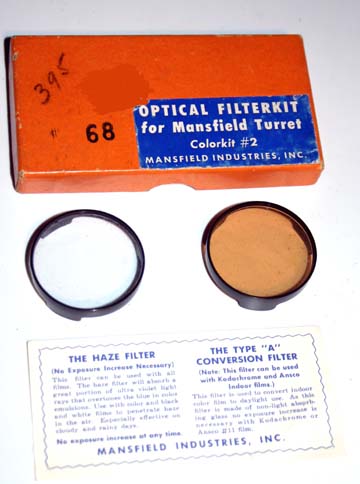 395
68
OPTICAL FILTERKIT
for Mansfield Turret
Colorkit #2
MANSFIELD INDUSTRIES, INC.
THE HAZE FILTER
(No Exposure Increase Necessary)
This filter can be used with all
films. The haze filter will absorb a
great portion of ultra violet light
rays that overtones the blue in color
emulsions. Use with color and black
and white films to penetrate haze
in the air. Especially effective on
cloudy and rainy days.
No exposure increase at any time.
THE TYPE "A"
CONVERSION FILTER
(Note: This filter can be used
with Kodachrome and Ansco
Indoor films.)
This filter is used to convert indoor
color film to daylight use. As this
filter is made of non-light absorb-
ing glass no exposure increase is
necessary with Kodachrome or
Ansco 211 film.
MANSFIELD INDUSTRIES, INC.